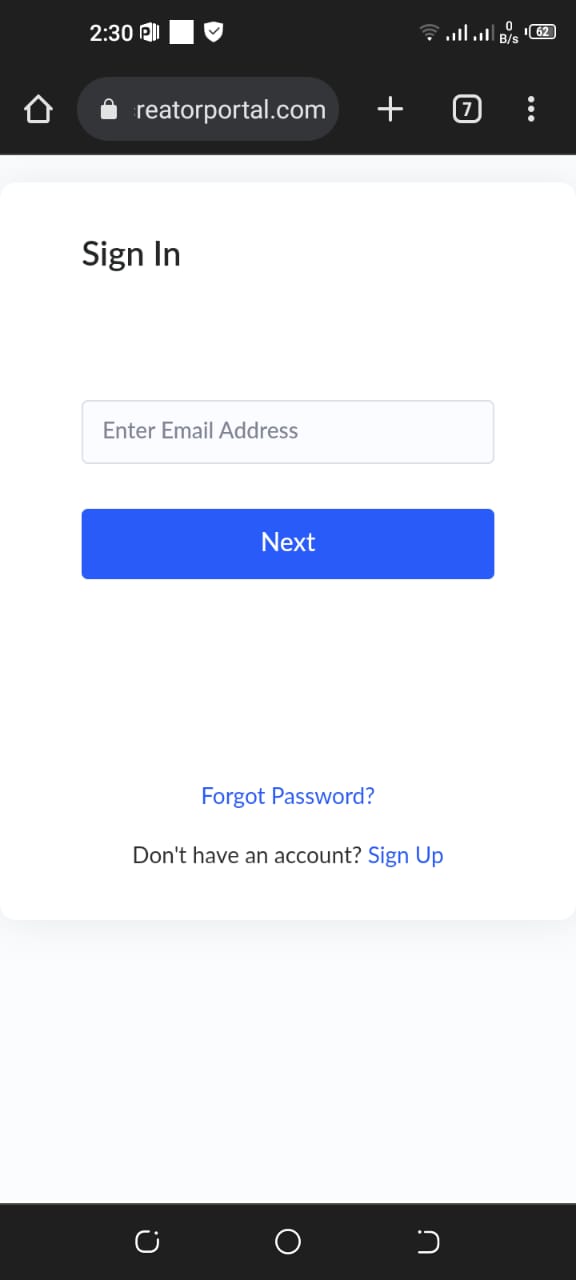 2:30
0
B/s
62
reatorportal.com
7
Sign In
Enter Email Address
Next
Forgot Password?
Don't have an account? Sign Up